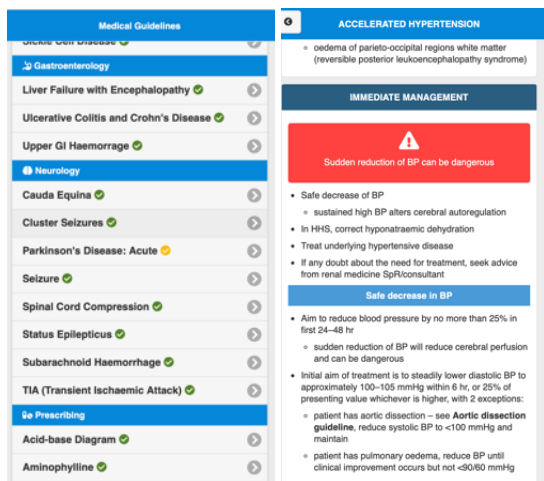 Medical Guidelines
Sickle Cell Disease
Gastroenterology
Liver Failure with Encephalopathy
Ulcerative Colitis and Crohn's Disease
Upper GI Haemorrage
Neurology
Cauda Equina
Cluster Seizures
Parkinson's Disease: Acute
Seizure
Spinal Cord Compression
Status Epilepticus
Subarachnoid Haemorrhage
TIA (Transient Ischaemic Attack)
Prescribing
Acid-base Diagram
Aminophylline
ACCELERATED HYPERTENSION
oedema of parieto-occipital regions white matter
(reversible posterior leukoencephalopathy syndrome)
IMMEDIATE MANAGEMENT
Sudden reduction of BP can be dangerous
Safe decrease of BP
sustained high BP alters cerebral autoregulation
In HHS, correct hyponatraemic dehydration
Treat underlying hypertensive disease
If any doubt about the need for treatment, seek advice
from renal medicine SpR/consultant
Safe decrease in BP
Aim to reduce blood pressure by no more than 25% in
first 24–48 hr
sudden reduction of BP will reduce cerebral perfusion
and can be dangerous
Initial aim of treatment is to steadily lower diastolic BP to
approximately 100–105 mmHg within 6 hr, or 25% of
presenting value whichever is higher, with 2 exceptions:
patient has aortic dissection – see Aortic dissection
guideline, reduce systolic BP to <100 mmHg and
maintain
patient has pulmonary oedema, reduce BP until
clinical improvement occurs but not <90/60 mmHg